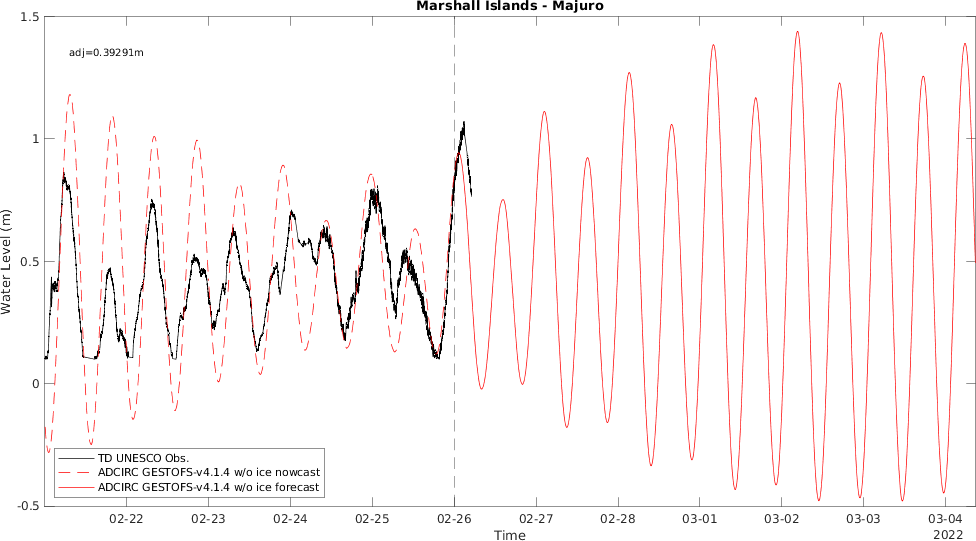 Marshall Islands - Majuro
adj=0.39291m
Water Level (m)
1.5
1
0.5
0
-0.5
TD UNESCO Obs.
ADCIRC GESTOFS-v4.1.4 w/o ice nowcast
ADCIRC GESTOFS-v4.1.4 w/o ice forecast
02-22 02-23 02-24 02-25 02-26 02-27 02-28 03-01 03-02 03-03 03-04
Time
2022